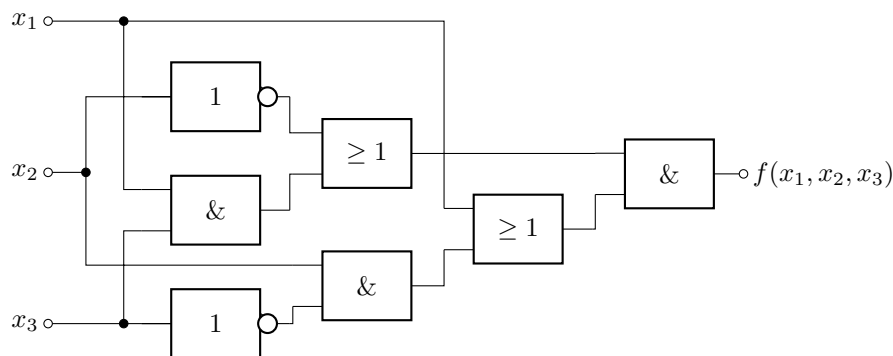 x₁
1
≥ 1
x₂
&
f(x₁, x₂, x₃)
&
≥ 1
&
x₃
1